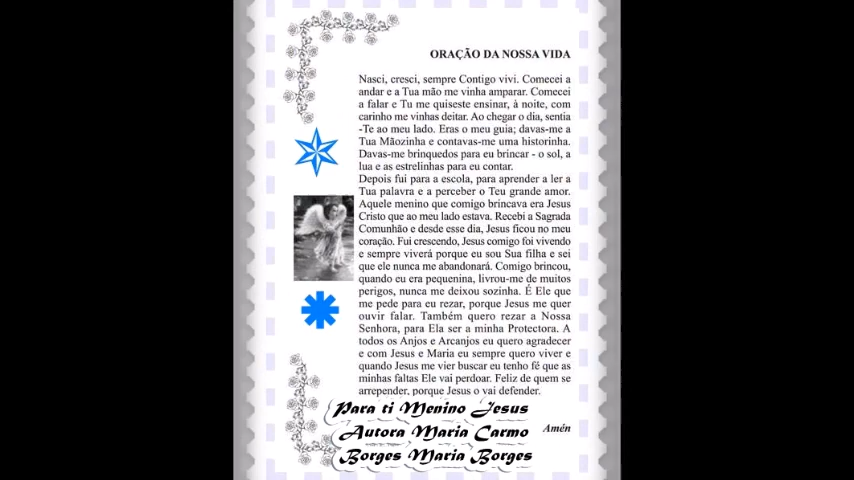 ORAÇÃO DA NOSSA VIDA
Nasci, cresci, sempre Contigo vivi. Comecei a
andar e a Tua mão me vinha amparar. Comecei
a falar e Tu me quiseste ensinar, à noite, com
carinho me vinhas deitar. Ao chegar o dia, sentia
-Te ao meu lado. Eras o meu guia; davas-me a
Tua Mãozinha e contavas-me uma historinha.
Davas-me brinquedos para eu brincar - o sol, a
lua e as estrelinhas para eu contar.
Depois fui para a escola, para aprender a ler a
Tua palavra e a perceber o Teu grande amor.
Aquele menino que comigo brincava era Jesus
Cristo que ao meu lado estava. Recebi a Sagrada
Comunhão e desde esse dia, Jesus ficou no meu
coração. Fui crescendo, Jesus comigo foi vivendo
e sempre viverá porque eu sou Sua filha e sei
que ele nunca me abandonará. Comigo brincou,
quando eu era pequenina, livrou-me de muitos
perigos, nunca me deixou sozinha. É Ele que
me pede para eu rezar, porque Jesus me quer
ouvir falar. Também quero rezar a Nossa
Senhora, para Ela ser a minha Protectora. A
todos os Anjos e Arcanjos eu quero agradecer
e com Jesus e Maria eu sempre quero viver e
quando Jesus me vier buscar eu tenho fé que as
minhas faltas Ele vai perdoar. Feliz de quem se
arrepender, porque Jesus o vai defender.
Para ti Menino Jesus
Autora Maria Carmo
Amén
Borges Maria Borges